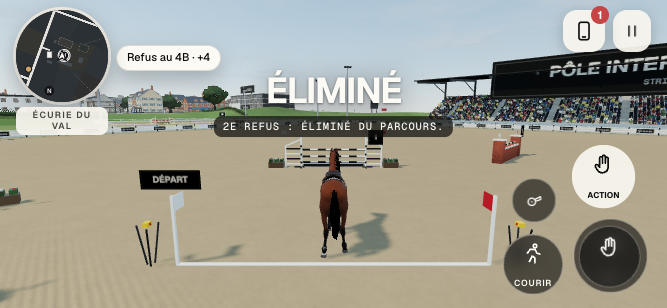 1
Refus au 4B · +4
N
ÉCURIE DU
VAL
ÉLIMINÉ
2E REFUS : ÉLIMINÉ DU PARCOURS.
PÔLE INTER
STRI
DÉPART
ACTION
COURIR